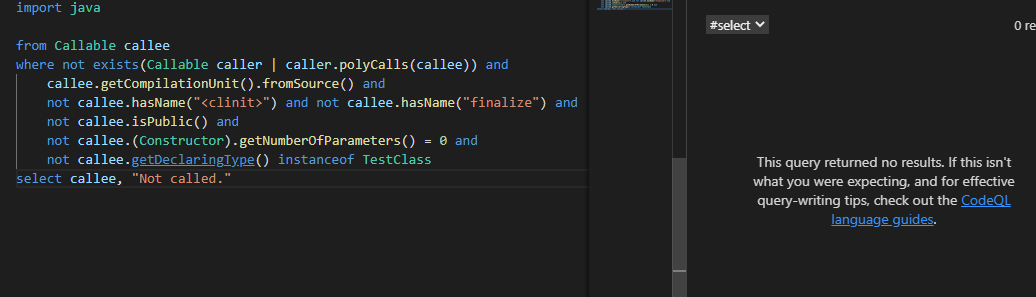 import java
from Callable callee
where not exists(Callable caller | caller.polyCalls(callee)) and
callee.getCompilationUnit().fromSource() and
not callee.hasName("<clinit>") and not callee.hasName("finalize") and
not callee.isPublic() and
not callee.(Constructor).getNumberOfParameters() = 0 and
not callee.getDeclaringType() instanceof TestClass
select callee, "Not called."
#select
0 re
This query returned no results. If this isn't
what you were expecting, and for effective
query-writing tips, check out the CodeQL
language guides.